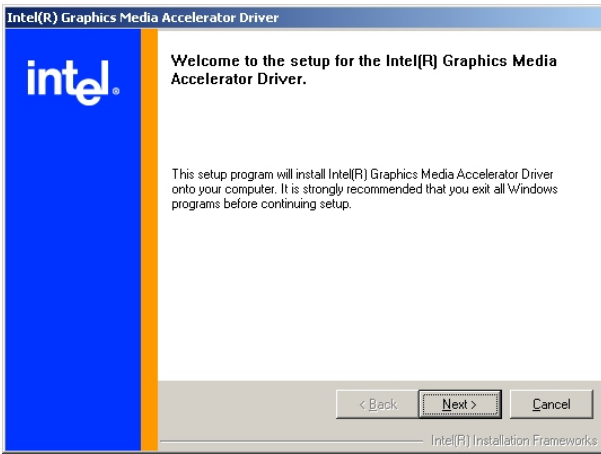 Intel(R) Graphics Media Accelerator Driver
intel®
Welcome to the setup for the Intel(R) Graphics Media
Accelerator Driver.
This setup program will install Intel(R) Graphics Media Accelerator Driver
onto your computer. It is strongly recommended that you exit all Windows
programs before continuing setup.
< Back Next > Cancel
Intel(R) Installation Frameworks